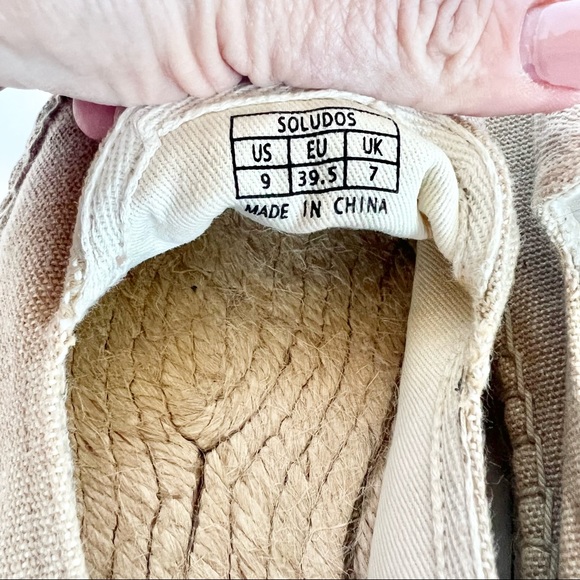 SOLUDOS
US EU UK
9 39.5 7
MADE IN CHINA